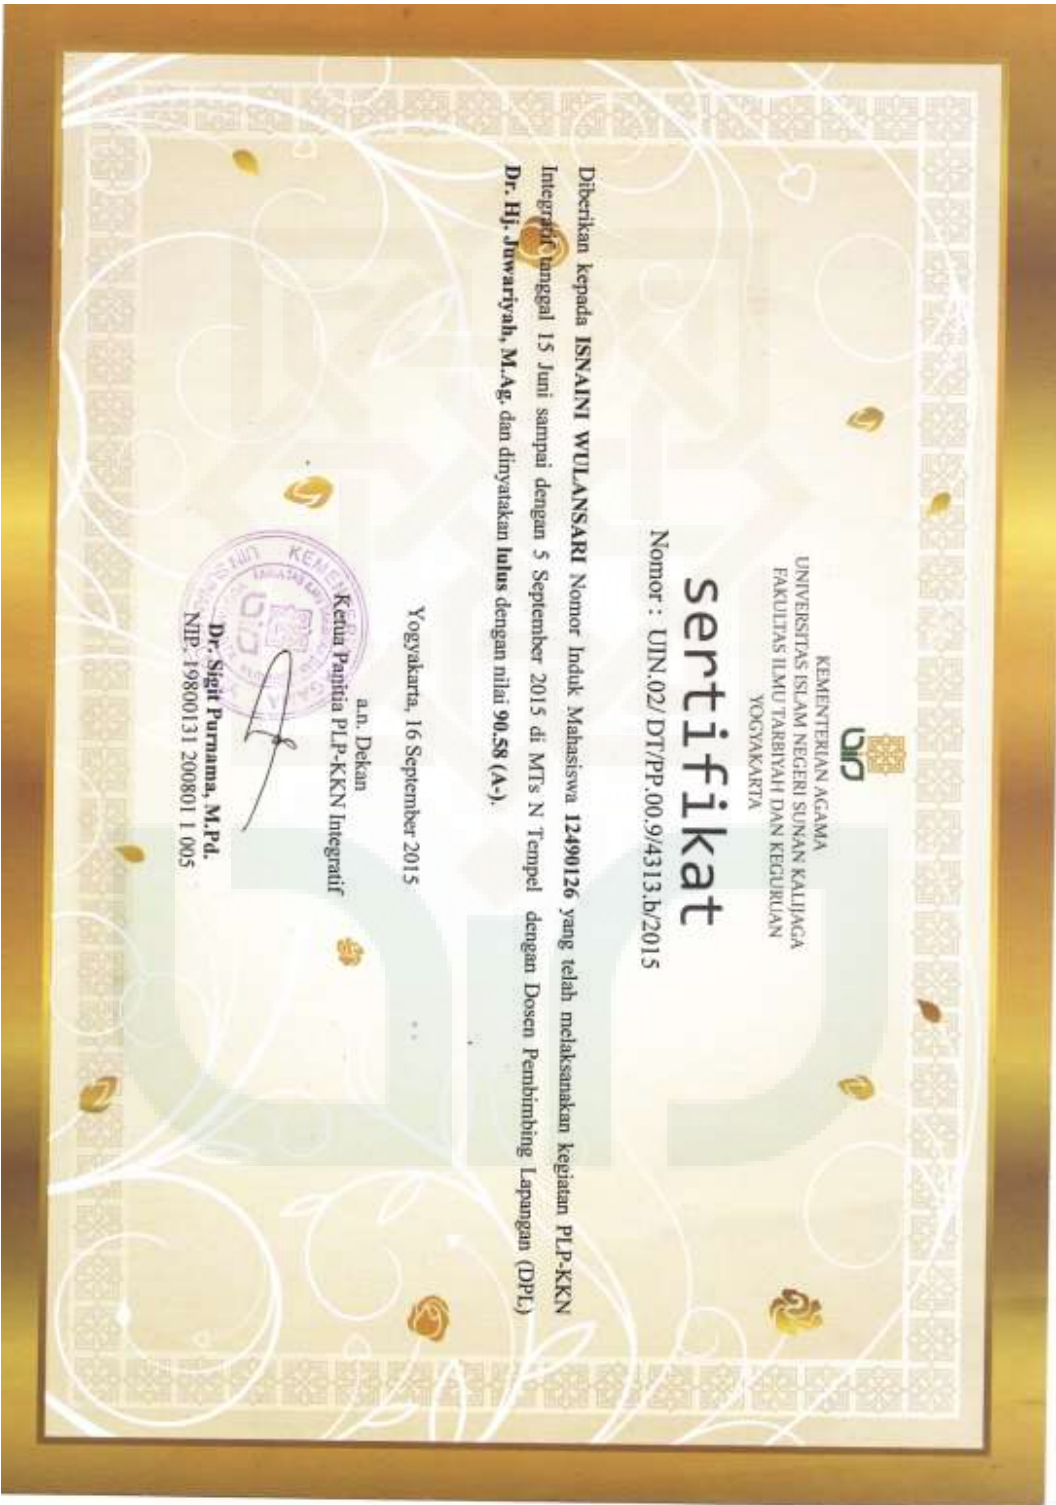 UIN
KEMENTERIAN AGAMA
UNIVERSITAS ISLAM NEGERI SUNAN KALIJAGA
FAKULTAS ILMU TARBIYAH DAN KEGURUAN
YOGYAKARTA
sertifikat
Nomor : UIN.02/ DT/PP.00.9/4313.b/2015
Diberikan kepada ISNAINI WULANSARI Nomor Induk Mahasiswa 12490126 yang telah melaksanakan kegiatan PLP-KKN
Integratif tanggal 15 Juni sampai dengan 5 September 2015 di MTs N Tempel dengan Dosen Pembimbing Lapangan (DPL)
Dr. Hj. Juwariyah, M.Ag. dan dinyatakan lulus dengan nilai 90.58 (A-).
Yogyakarta, 16 September 2015
a.n. Dekan
Ketua Panitia PLP-KKN Integratif
Dr. Sigit Purnama, M.Pd.
NIP. 19800131 200801 1 005